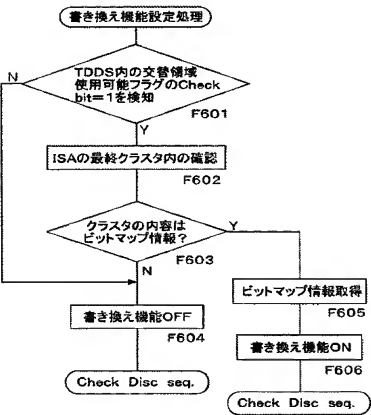 書き換え機能設定処理
N
TDDS内の交替領域
使用可能フラグのCheck
bit=1を検知
F601
Y
ISAの最終クラスタ内の確認
F602
クラスタの内容は
ビットマップ情報?
Y
F603
N
ビットマップ情報取得
F605
書き換え機能OFF
F604
書き換え機能ON
F606
Check Disc seq.
Check Disc seq.